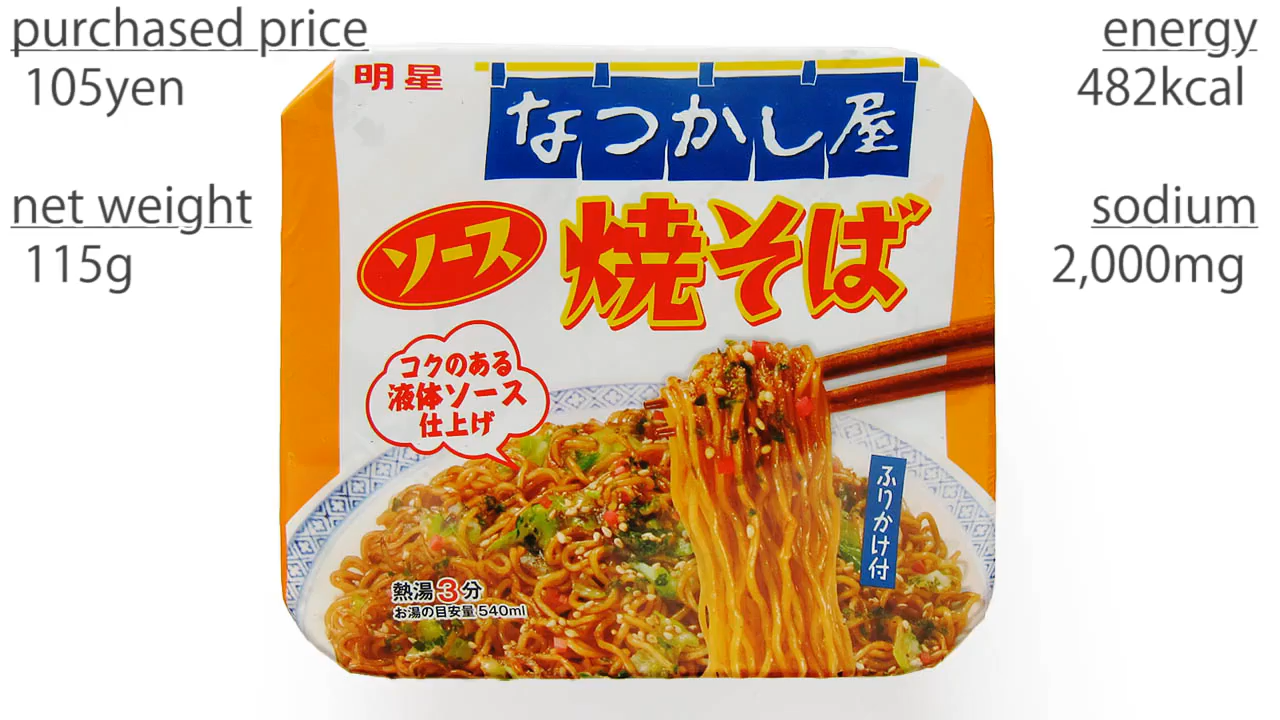 purchased price
105yen
net weight
115g
energy
482kcal
sodium
2,000mg
明星
なつかし屋
ソース
焼そば
コクのある
液体ソース
仕上げ
ふりかけ付
熱湯3分
お湯の目安量 540ml